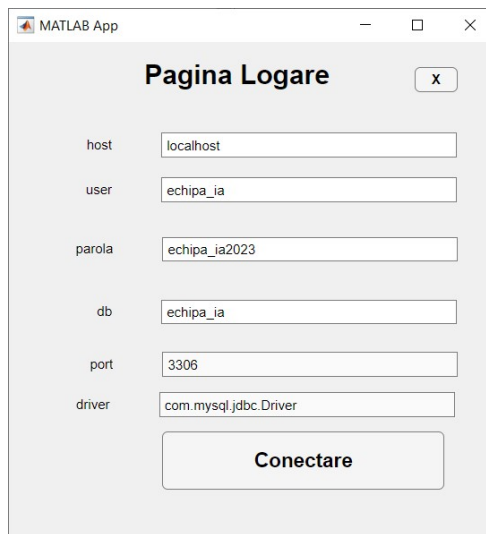 MATLAB App
Pagina Logare
X
host localhost
user echipa_ia
parola echipa_ia2023
db echipa_ia
port 3306
driver com.mysql.jdbc.Driver
Conectare